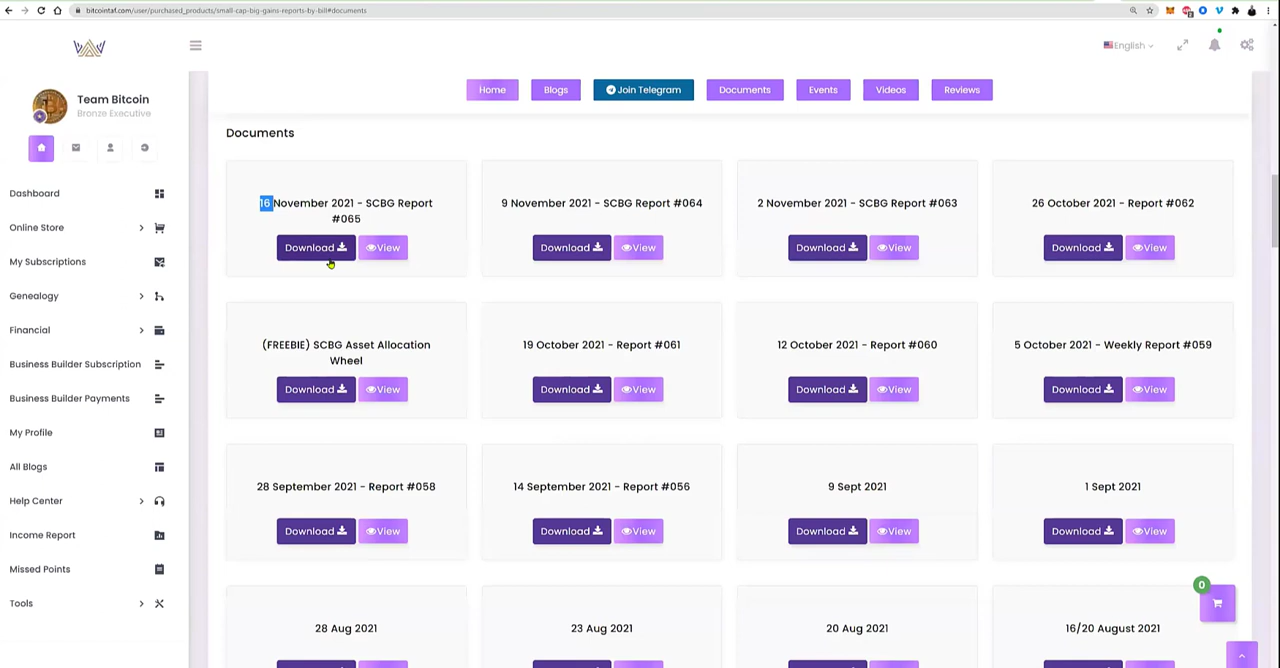 bitcointaf.com/user/purchased_products/small-cap-big-gains-reports-by-bill#documents
English
Team Bitcoin
Bronze Executive
Home
Blogs
Join Telegram
Documents
Events
Videos
Reviews
Dashboard
Online Store
My Subscriptions
Genealogy
Financial
Business Builder Subscription
Business Builder Payments
My Profile
All Blogs
Help Center
Income Report
Missed Points
Tools
Documents
16 November 2021 - SCBG Report
#065
Download
View
9 November 2021 - SCBG Report #064
Download
View
2 November 2021 - SCBG Report #063
Download
View
26 October 2021 - Report #062
Download
View
(FREEBIE) SCBG Asset Allocation
Wheel
Download
View
19 October 2021 - Report #061
Download
View
12 October 2021 - Report #060
Download
View
5 October 2021 - Weekly Report #059
Download
View
28 September 2021 - Report #058
Download
View
14 September 2021 - Report #056
Download
View
9 Sept 2021
Download
View
1 Sept 2021
Download
View
28 Aug 2021
23 Aug 2021
20 Aug 2021
16/20 August 2021
0